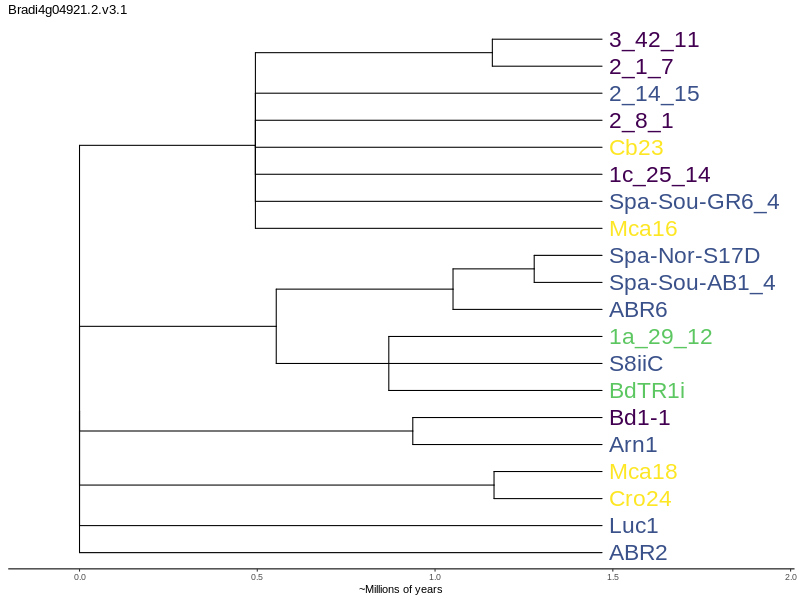 Bradi4g04921.2.v3.1
3_42_11
2_1_7
2_14_15
2_8_1
Cb23
1c_25_14
Spa-Sou-GR6_4
Mca16
Spa-Nor-S17D
Spa-Sou-AB1_4
ABR6
1a_29_12
S8iiC
BdTR1i
Bd1-1
Arn1
Mca18
Cro24
Luc1
ABR2
0.0 0.5 1.0 1.5 2.0
~Millions of years